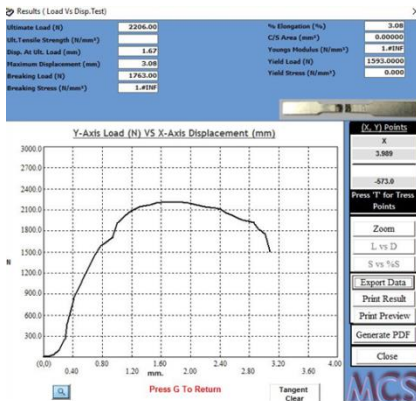 Results ( Load Vs Disp.Test)
Ultimate Load (N) 2206.00
Ult.Tensile Strength (N/mm²)
Disp. At Ult. Load (mm) 1.67
Maximum Displacement (mm) 3.08
Breaking Load (N) 1763.00
Breaking Stress (N/mm²) 1.#INF
% Elongation (%) 3.08
C/S Area (mm²) 0.00000
Youngs Modulus (N/mm²) 1.#INF
Yield Load (N) 1593.0000
Yield Stress (N/mm²) 0.000
Y-Axis Load (N) VS X-Axis Displacement (mm)
3000.0
2700.0
2400.0
2100.0
1800.0
1500.0
N
1200.0
900.0
600.0
300.0
(0,0) 0.40 0.80 1.20 1.60 2.00 2.40 2.80 3.20 3.60 4.00
mm.
Press G To Return
Tangent
Clear
(X, Y) Points
X
3.989
-573.0
Press 'T' for Tress
Points
Zoom
L vs D
S vs %S
Export Data
Print Result
Print Preview
Generate PDF
Close
MCS